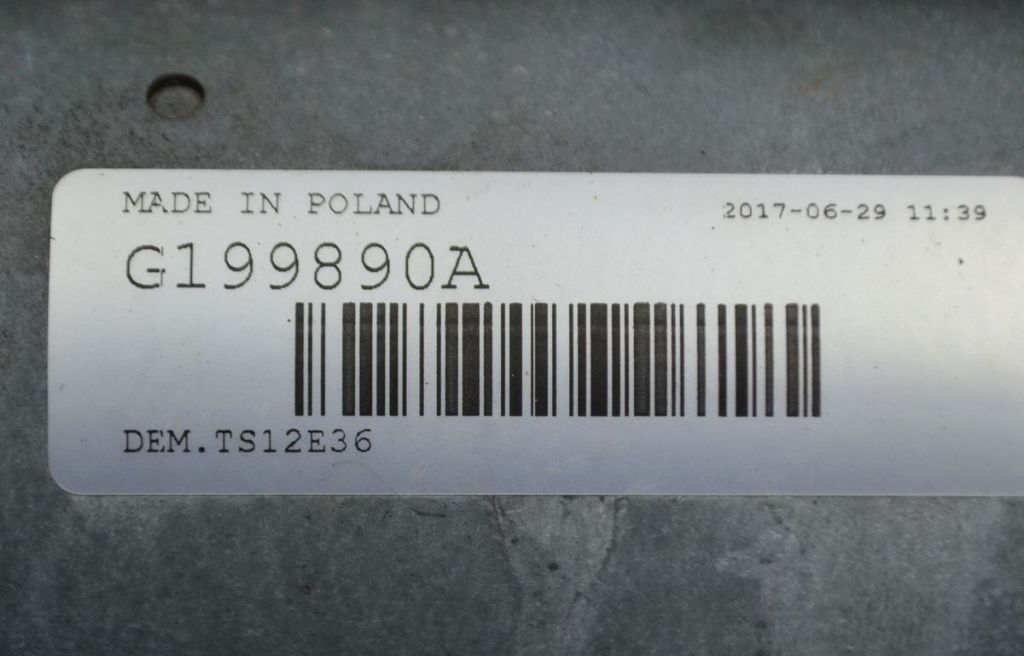 MADE IN POLAND
2017-06-29 11:39
G199890A
DEM.TS12E36